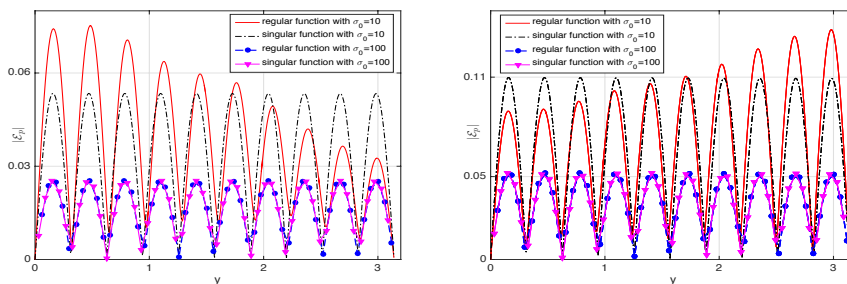 regular function with σ₀=10
singular function with σ₀=10
regular function with σ₀=100
singular function with σ₀=100
0.06
0.03
0
|ℰₚ|
0
1
2
3
y
regular function with σ₀=10
singular function with σ₀=10
regular function with σ₀=100
singular function with σ₀=100
0.11
0.05
0
|ℰₚ|
0
1
2
3
y